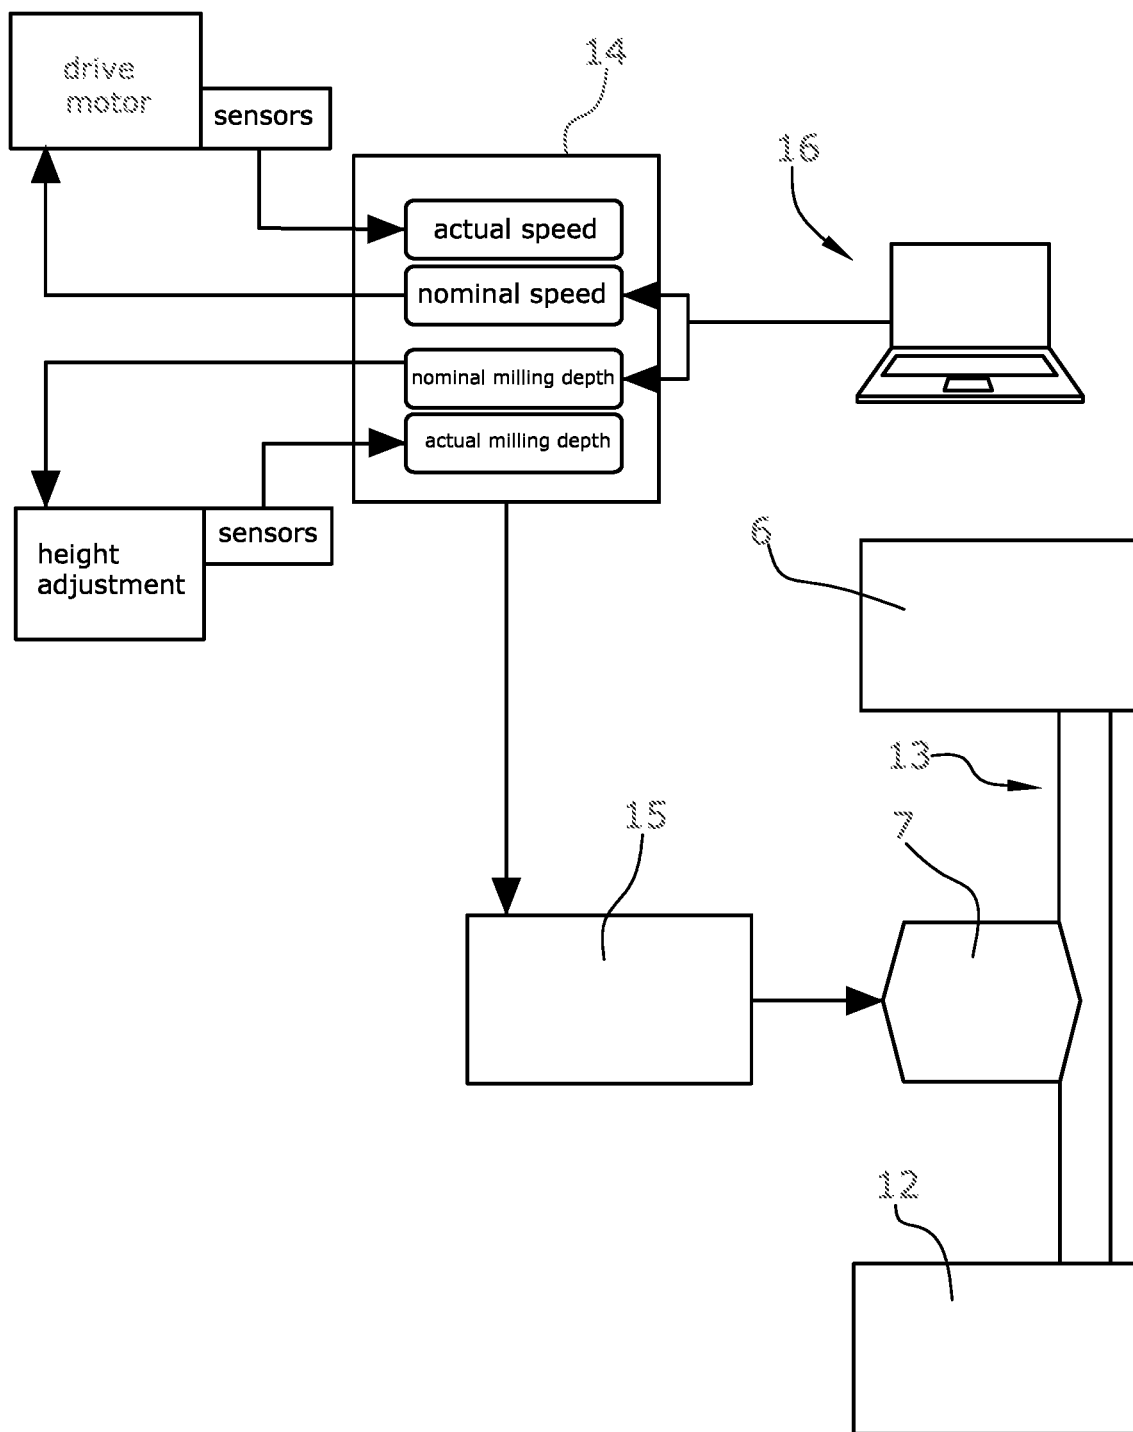 drive
motor
sensors
14
16
actual speed
nominal speed
nominal milling depth
actual milling depth
sensors
height
adjustment
6
13
15
7
12